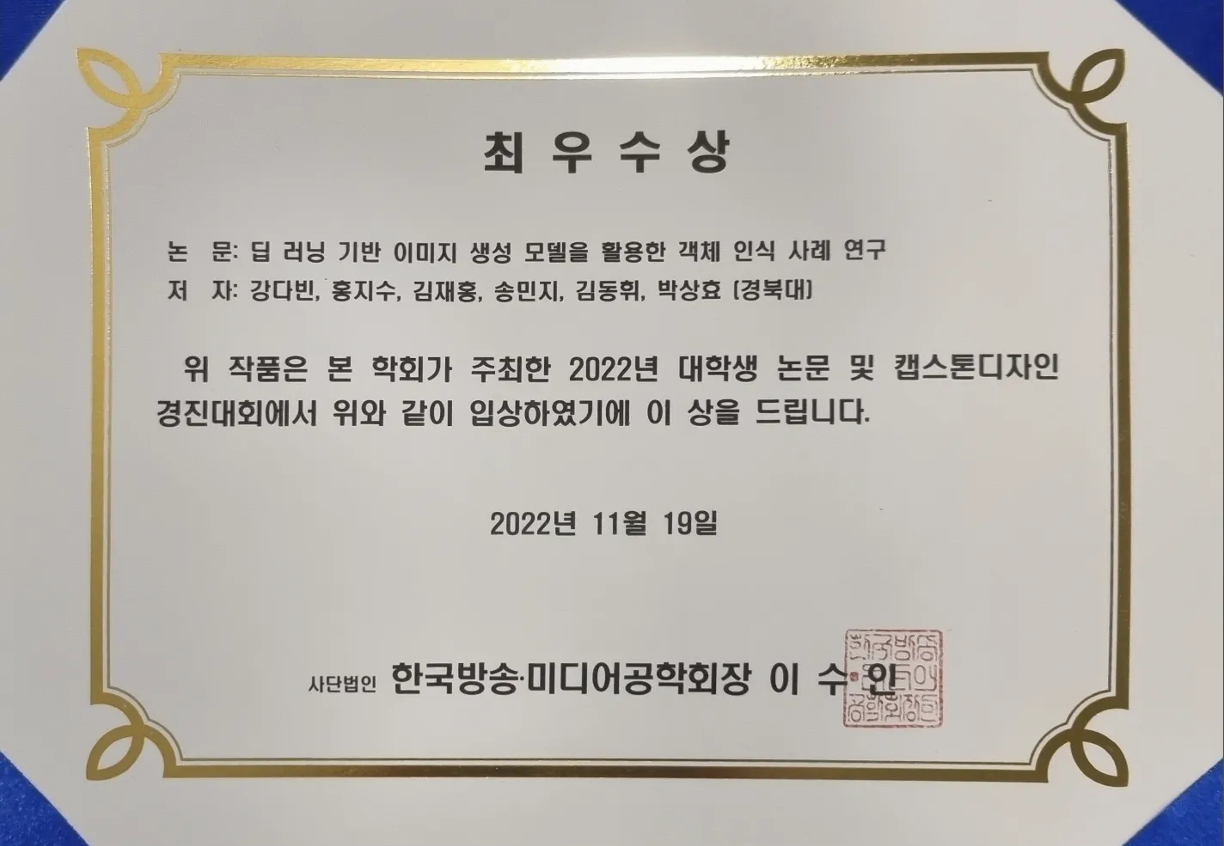 최우수상
논 문: 딥 러닝 기반 이미지 생성 모델을 활용한 객체 인식 사례 연구
저 자: 강다빈, 홍지수, 김재홍, 송민지, 김동휘, 박상효 (경북대)
위 작품은 본 학회가 주최한 2022년 대학생 논문 및 캡스톤디자인
경진대회에서 위와 같이 입상하였기에 이 상을 드립니다.
2022년 11월 19일
사단법인 한국방송·미디어공학회장 이 수 인